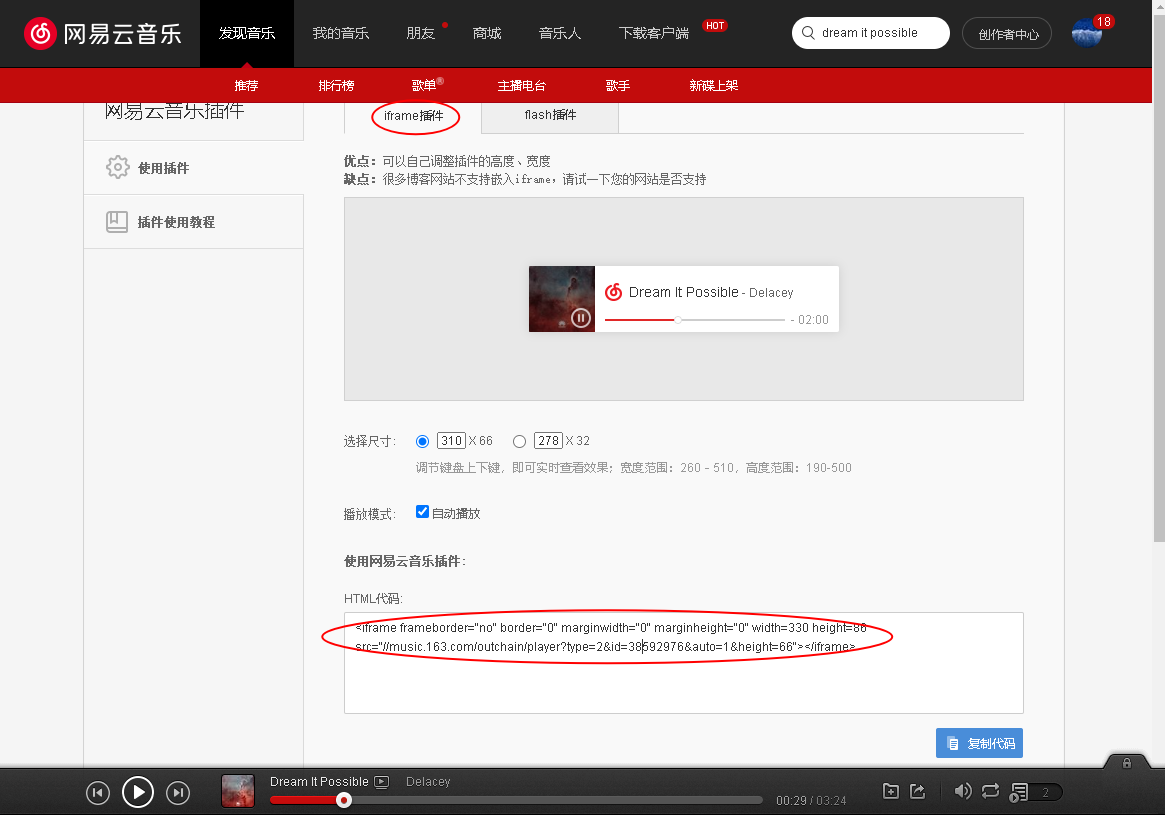 网易云音乐
发现音乐
我的音乐
朋友
商城
音乐人
下载客户端
HOT
dream it possible
创作者中心
18
推荐
排行榜
歌单®
主播电台
歌手
新碟上架
网易云音乐插件
使用插件
插件使用教程
iframe插件
flash插件
优点：可以自己调整插件的高度、宽度
缺点：很多博客网站不支持嵌入iframe，请试一下您的网站是否支持
Dream It Possible - Delacey
- 02:00
选择尺寸：
310 X 66
278 X 32
调节键盘上下键，即可实时查看效果；宽度范围：260 - 510，高度范围：190-500
播放模式：
自动播放
使用网易云音乐插件：
HTML代码:
<iframe frameborder="no" border="0" marginwidth="0" marginheight="0" width=330 height=86
src="//music.163.com/outchain/player?type=2&id=38592976&auto=1&height=66"></iframe>
复制代码
Dream It Possible
Delacey
00:29 / 03:24
2